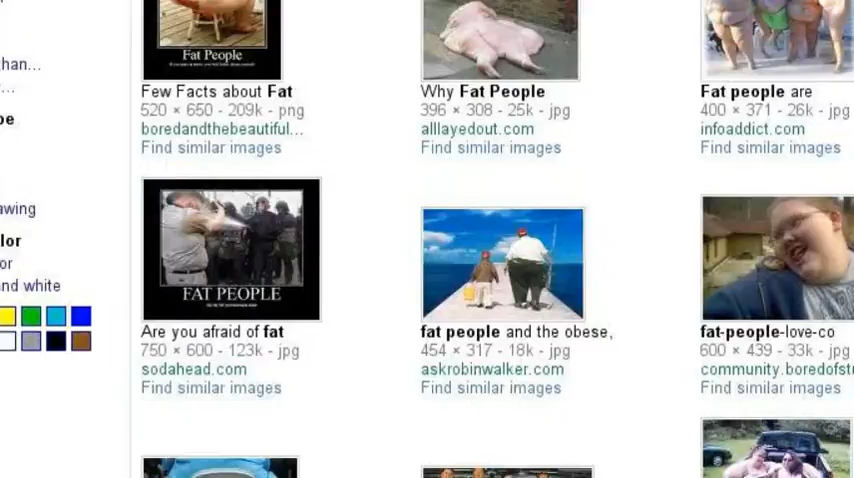 than...
Fat People
Few Facts about Fat
520 × 650 - 209k - png
boredandthebeautiful...
Find similar images
Why Fat People
396 × 308 - 25k - jpg
alllayedout.com
Find similar images
Fat people are
400 × 371 - 26k - jpg
infoaddict.com
Find similar images
awing
lor
or
nd white
FAT PEOPLE
Are you afraid of fat
750 × 600 - 123k - jpg
sodahead.com
Find similar images
fat people and the obese,
454 × 317 - 18k - jpg
askrobinwalker.com
Find similar images
fat-people-love-co
600 × 439 - 33k - jpg
community.boredofstu
Find similar images